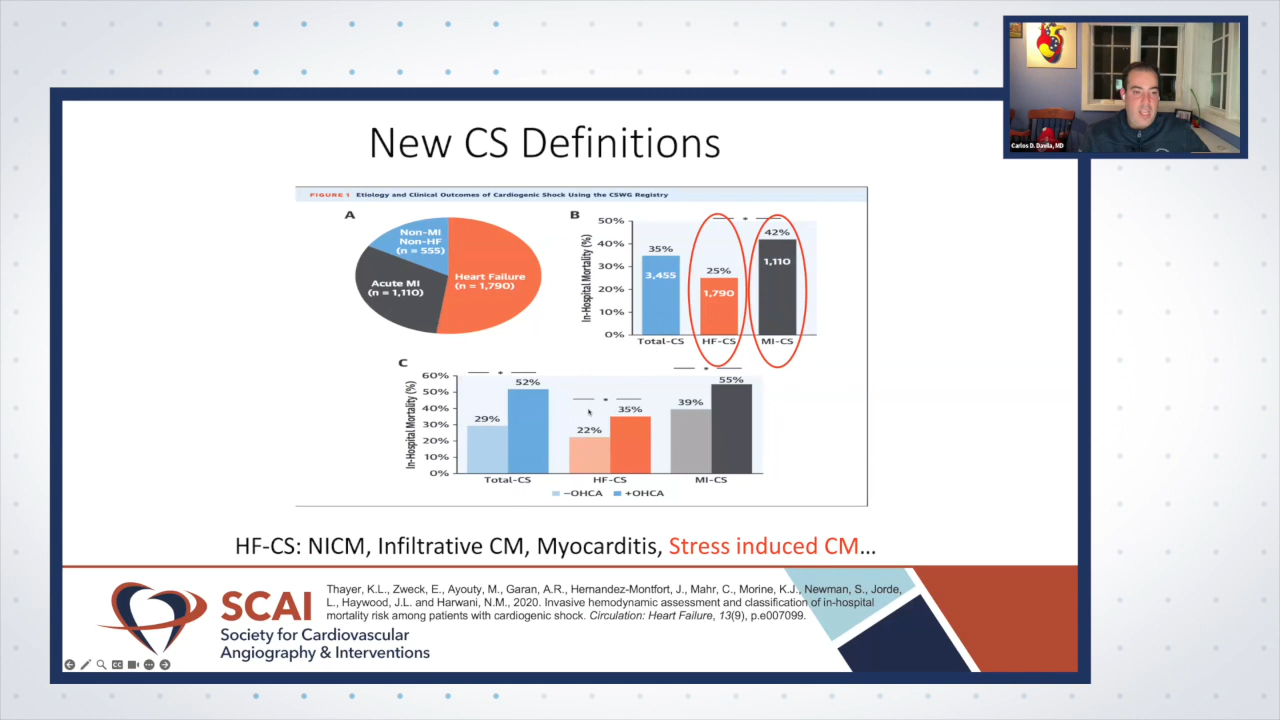 Carlos D. Davila, MD
New CS Definitions
FIGURE 1 Etiology and Clinical Outcomes of Cardiogenic Shock Using the CSWG Registry
A
Non-MI
Non-HF
(n = 555)
Acute MI
(n = 1,110)
Heart Failure
(n = 1,790)
B
In-Hospital Mortality (%)
50%
40%
30%
20%
10%
0%
35%
3,455
25%
1,790
*
42%
1,110
Total-CS HF-CS MI-CS
C
In-Hospital Mortality (%)
60%
50%
40%
30%
20%
10%
0%
*
29%
52%
*
22%
35%
*
39%
55%
Total-CS HF-CS MI-CS
−OHCA +OHCA
HF-CS: NICM, Infiltrative CM, Myocarditis, Stress induced CM…
SCAI
Society for Cardiovascular
Angiography & Interventions
Thayer, K.L., Zweck, E., Ayouty, M., Garan, A.R., Hernandez-Montfort, J., Mahr, C., Morine, K.J., Newman, S., Jorde,
L., Haywood, J.L. and Harwani, N.M., 2020. Invasive hemodynamic assessment and classification of in-hospital
mortality risk among patients with cardiogenic shock. Circulation: Heart Failure, 13(9), p.e007099.
CC